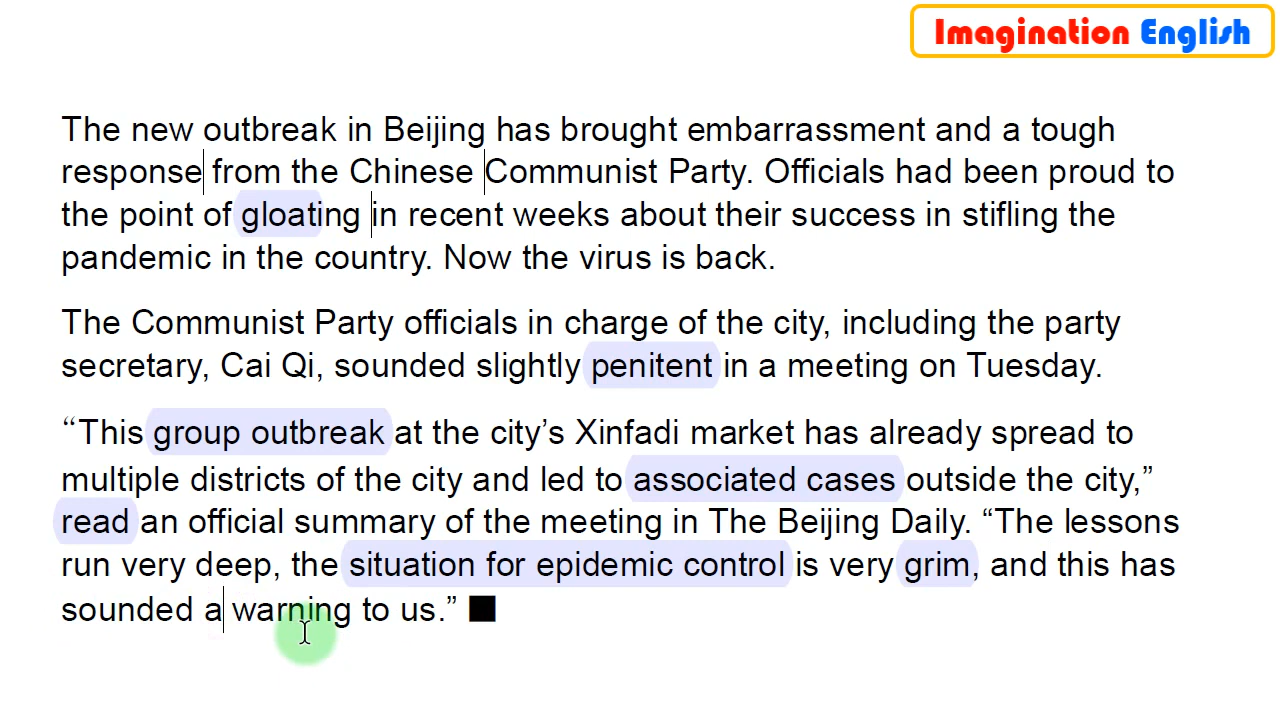 Imagination English
The new outbreak in Beijing has brought embarrassment and a tough
response from the Chinese Communist Party. Officials had been proud to
the point of gloating in recent weeks about their success in stifling the
pandemic in the country. Now the virus is back.
The Communist Party officials in charge of the city, including the party
secretary, Cai Qi, sounded slightly penitent in a meeting on Tuesday.
“This group outbreak at the city’s Xinfadi market has already spread to
multiple districts of the city and led to associated cases outside the city,”
read an official summary of the meeting in The Beijing Daily. “The lessons
run very deep, the situation for epidemic control is very grim, and this has
sounded a warning to us.” ■